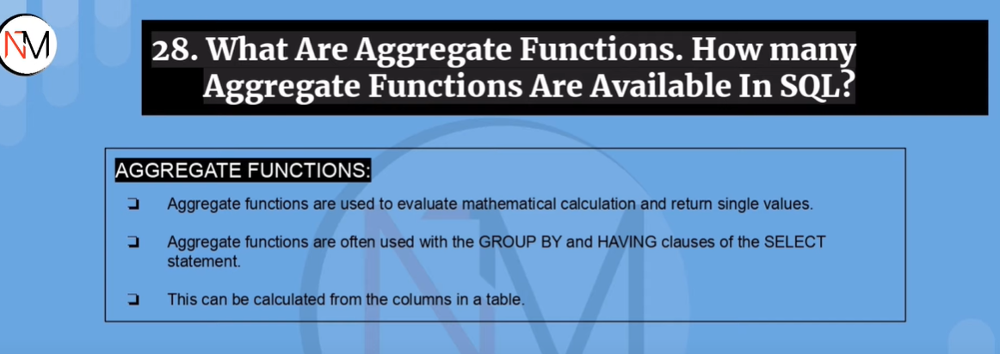 NM
28. What Are Aggregate Functions. How many
Aggregate Functions Are Available In SQL?
AGGREGATE FUNCTIONS:
Aggregate functions are used to evaluate mathematical calculation and return single values.
Aggregate functions are often used with the GROUP BY and HAVING clauses of the SELECT
statement.
This can be calculated from the columns in a table.